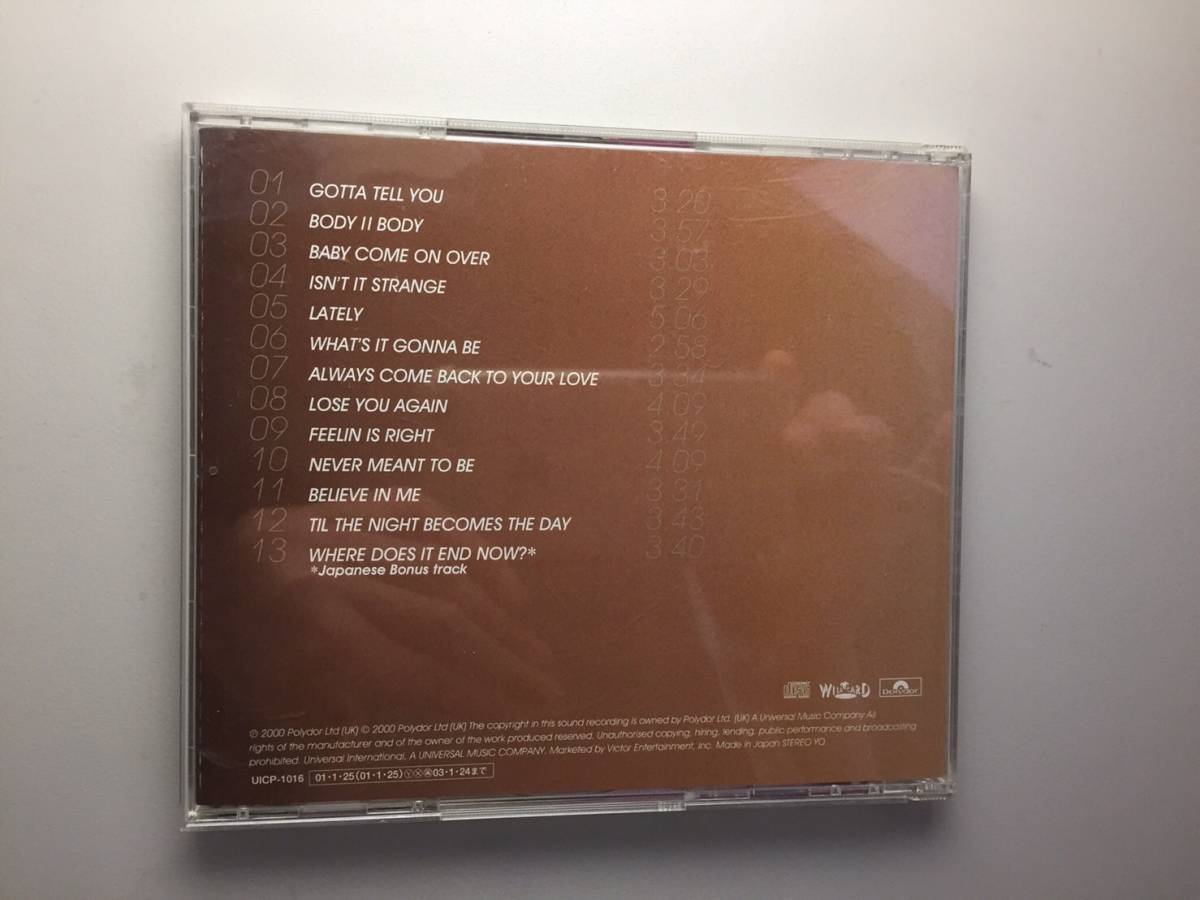 01 GOTTA TELL YOU 3.20
02 BODY II BODY 3.57
03 BABY COME ON OVER 3.03
04 ISN'T IT STRANGE 3.29
05 LATELY 5.06
06 WHAT'S IT GONNA BE 2.58
07 ALWAYS COME BACK TO YOUR LOVE 3.34
08 LOSE YOU AGAIN 4.09
09 FEELIN IS RIGHT 3.49
10 NEVER MEANT TO BE 4.09
11 BELIEVE IN ME 3.31
12 TIL THE NIGHT BECOMES THE DAY 3.43
13 WHERE DOES IT END NOW?* 3.40
*Japanese Bonus track
WILDCARD Polydor
℗ 2000 Polydor Ltd (UK) © 2000 Polydor Ltd (UK) The copyright in this sound recording is owned by Polydor Ltd. (UK) A Universal Music Company All
rights of the manufacturer and of the owner of the work produced reserved. Unauthorised copying, hiring, lending, public performance and broadcasting
prohibited. Universal International, A UNIVERSAL MUSIC COMPANY. Marketed by Victor Entertainment, Inc. Made in Japan STEREO YO
UICP-1016 01·1·25(01·1·25)ⓎⓍ㋹03·1·24まで